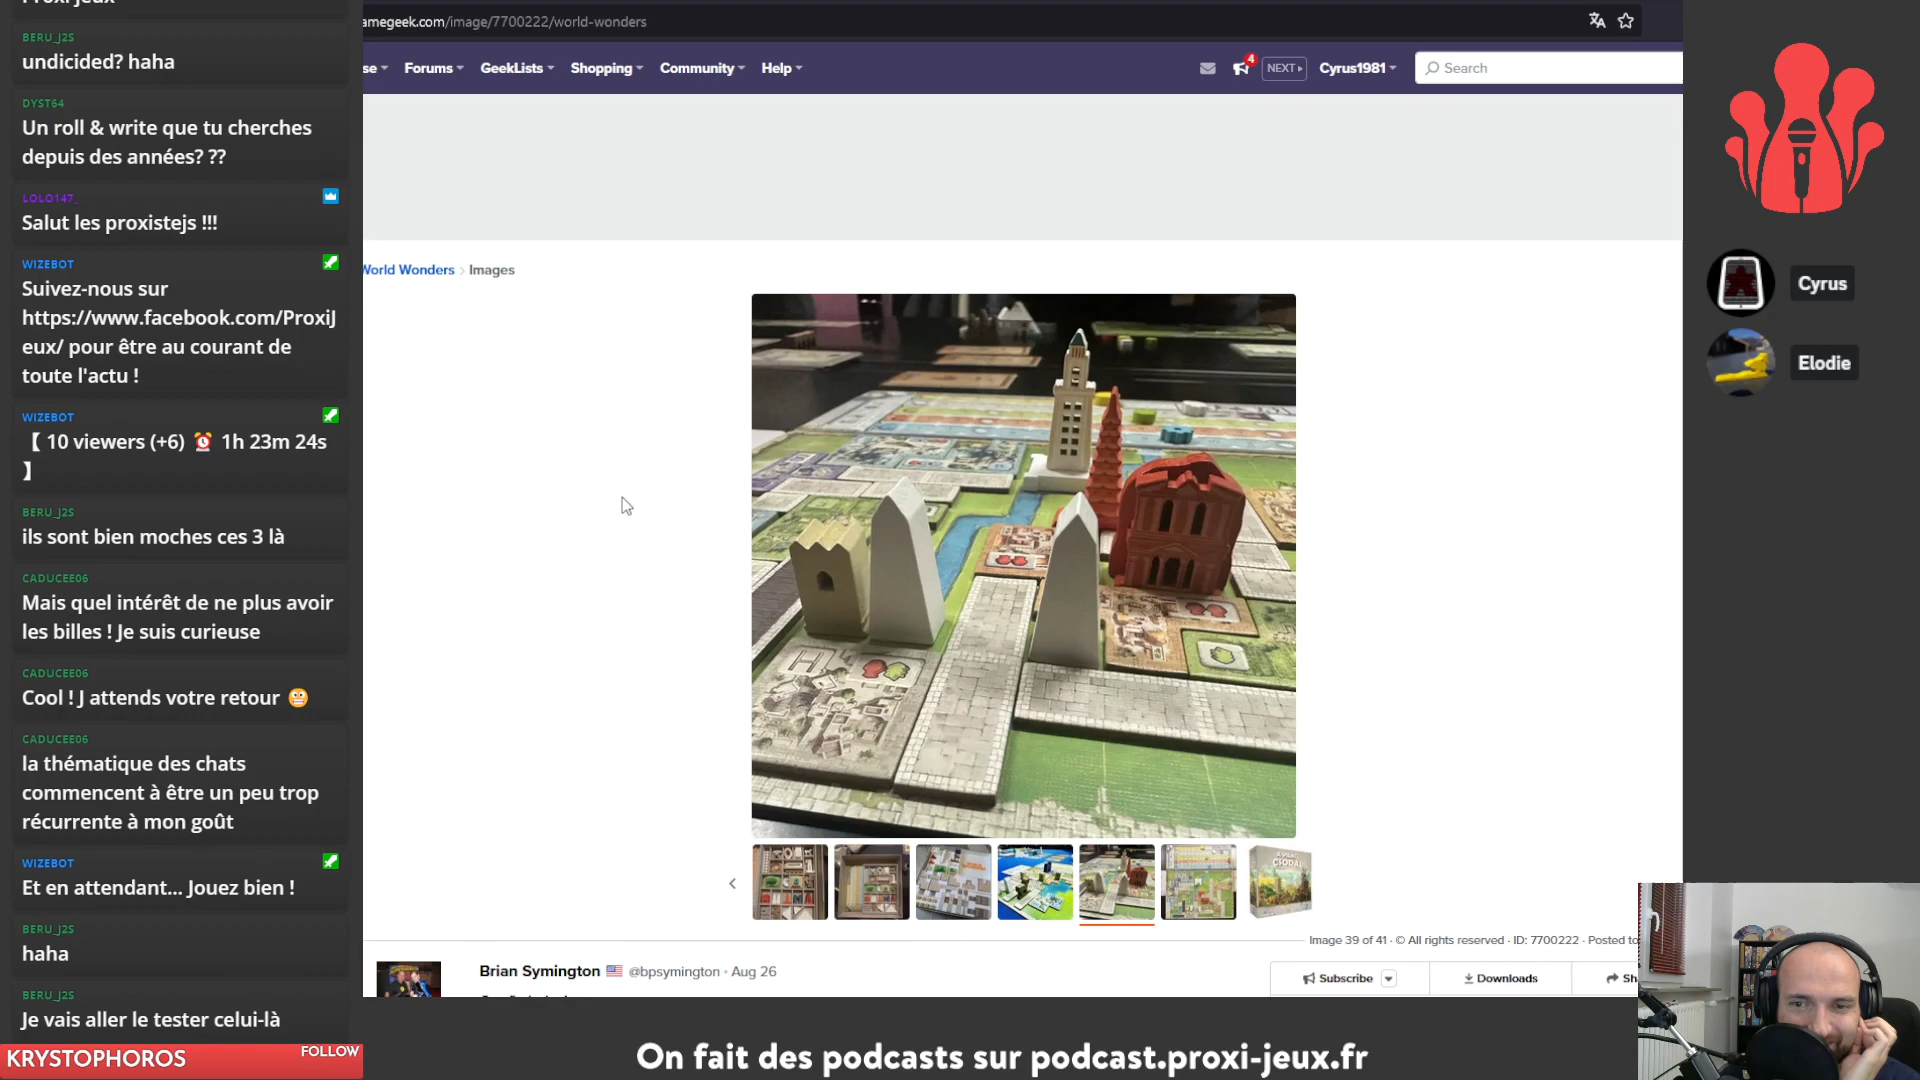 BERU_J2S
undicided? haha
DYST64
Un roll & write que tu cherches
depuis des années? ??
LOLO147_
Salut les proxistejs !!!
WIZEBOT
Suivez-nous sur
https://www.facebook.com/ProxiJ
eux/ pour être au courant de
toute l'actu !
WIZEBOT
【 10 viewers (+6) ⏰ 1h 23m 24s
】
BERU_J2S
ils sont bien moches ces 3 là
CADUCEE06
Mais quel intérêt de ne plus avoir
les billes ! Je suis curieuse
CADUCEE06
Cool ! J attends votre retour 😬
CADUCEE06
la thématique des chats
commencent à être un peu trop
récurrente à mon goût
WIZEBOT
Et en attendant... Jouez bien !
BERU_J2S
haha
BERU_J2S
Je vais aller le tester celui-là
KRYSTOPHOROS
FOLLOW
amegeek.com/image/7700222/world-wonders
se Forums GeekLists Shopping Community Help
4 NEXT Cyrus1981 Search
World Wonders > Images
A VILÁG CSODÁI
Image 39 of 41 · © All rights reserved · ID: 7700222 · Posted to
Brian Symington @bpsymington · Aug 26
Subscribe Downloads Sh
Cyrus
Elodie
On fait des podcasts sur podcast.proxi-jeux.fr